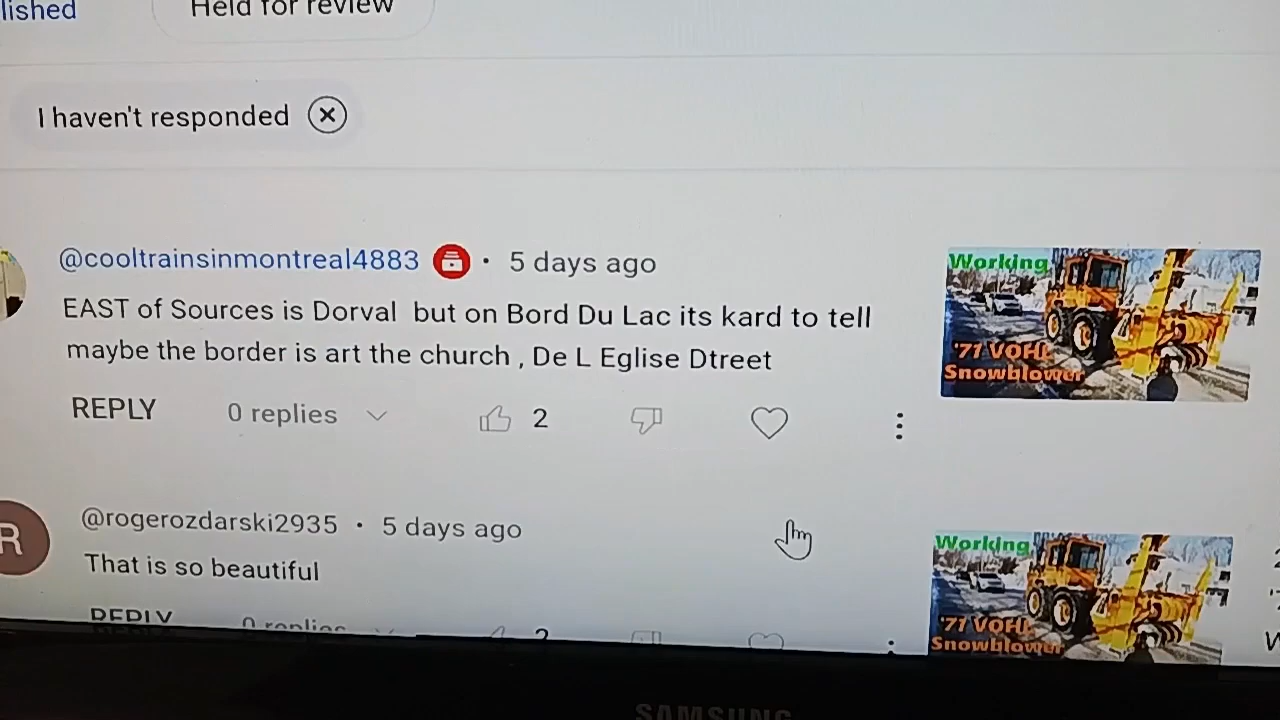 lished
Held for review
I haven't responded
@cooltrainsinmontreal4883 • 5 days ago
EAST of Sources is Dorval but on Bord Du Lac its kard to tell
maybe the border is art the church , De L Eglise Dtreet
REPLY 0 replies 2
Working
'71 VOHL
Snowblower
R
@rogerozdarski2935 • 5 days ago
That is so beautiful
REPLY 0 replies 2
Working
'71 VOHL
Snowblower
SAMSUNG